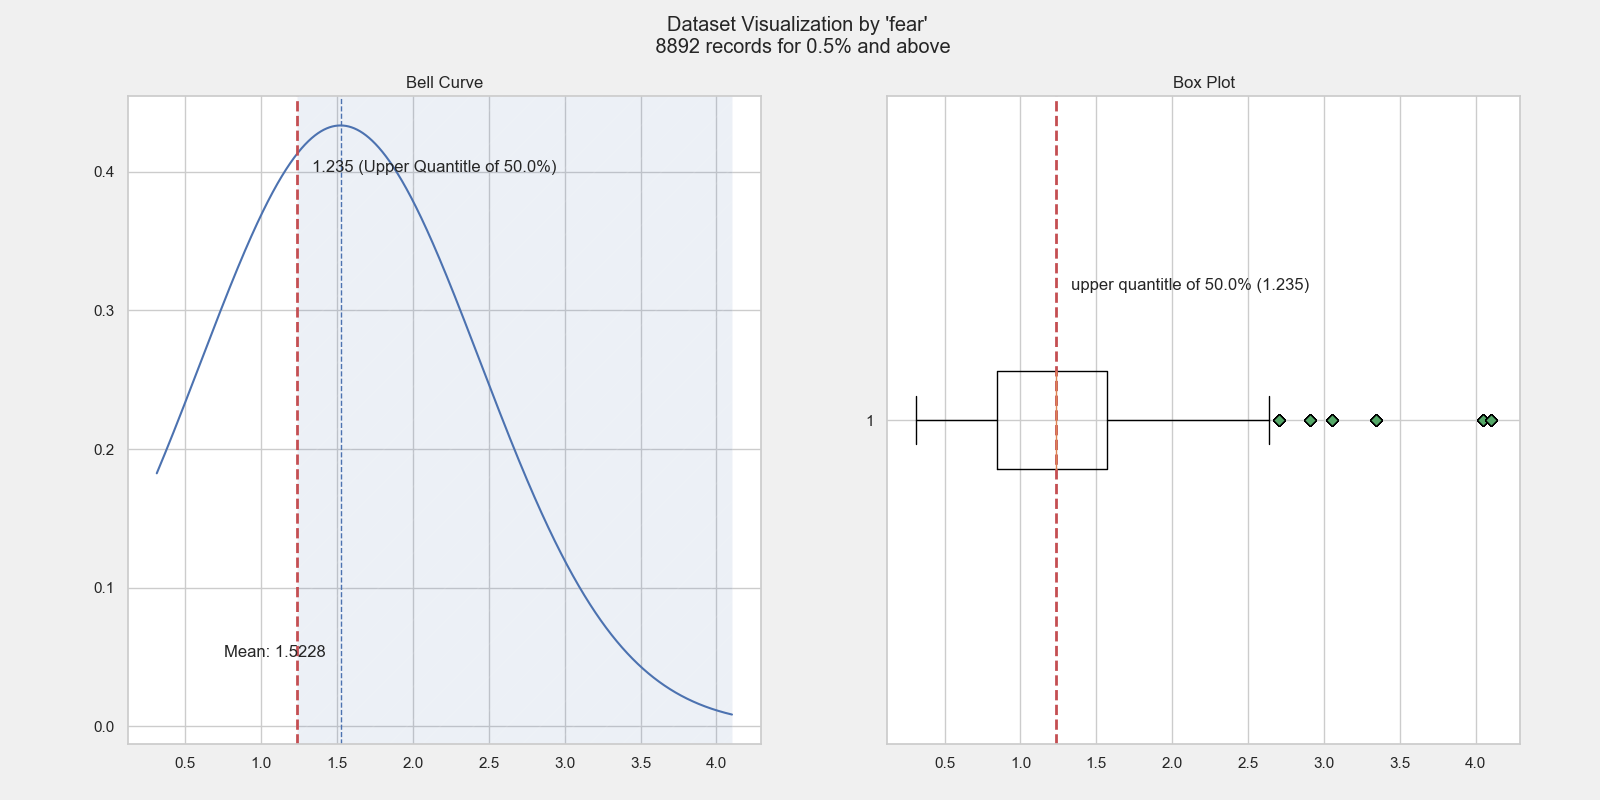 Dataset Visualization by 'fear'
8892 records for 0.5% and above
Bell Curve
0.4
0.3
0.2
0.1
0.0
1.235 (Upper Quantitle of 50.0%)
Mean: 1.5228
0.5 1.0 1.5 2.0 2.5 3.0 3.5 4.0
Box Plot
upper quantitle of 50.0% (1.235)
1
0.5 1.0 1.5 2.0 2.5 3.0 3.5 4.0